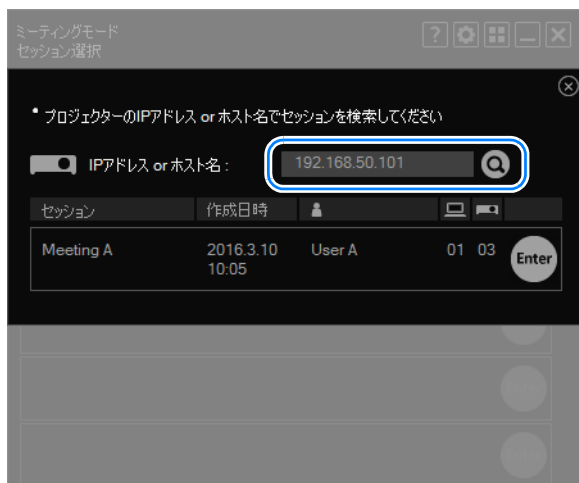 ミーティングモード
セッション選択
?
• プロジェクターのIPアドレス or ホスト名でセッションを検索してください
IPアドレス or ホスト名 : 192.168.50.101
セッション 作成日時
Meeting A 2016.3.10 User A 01 03 Enter
10:05
Enter
Enter